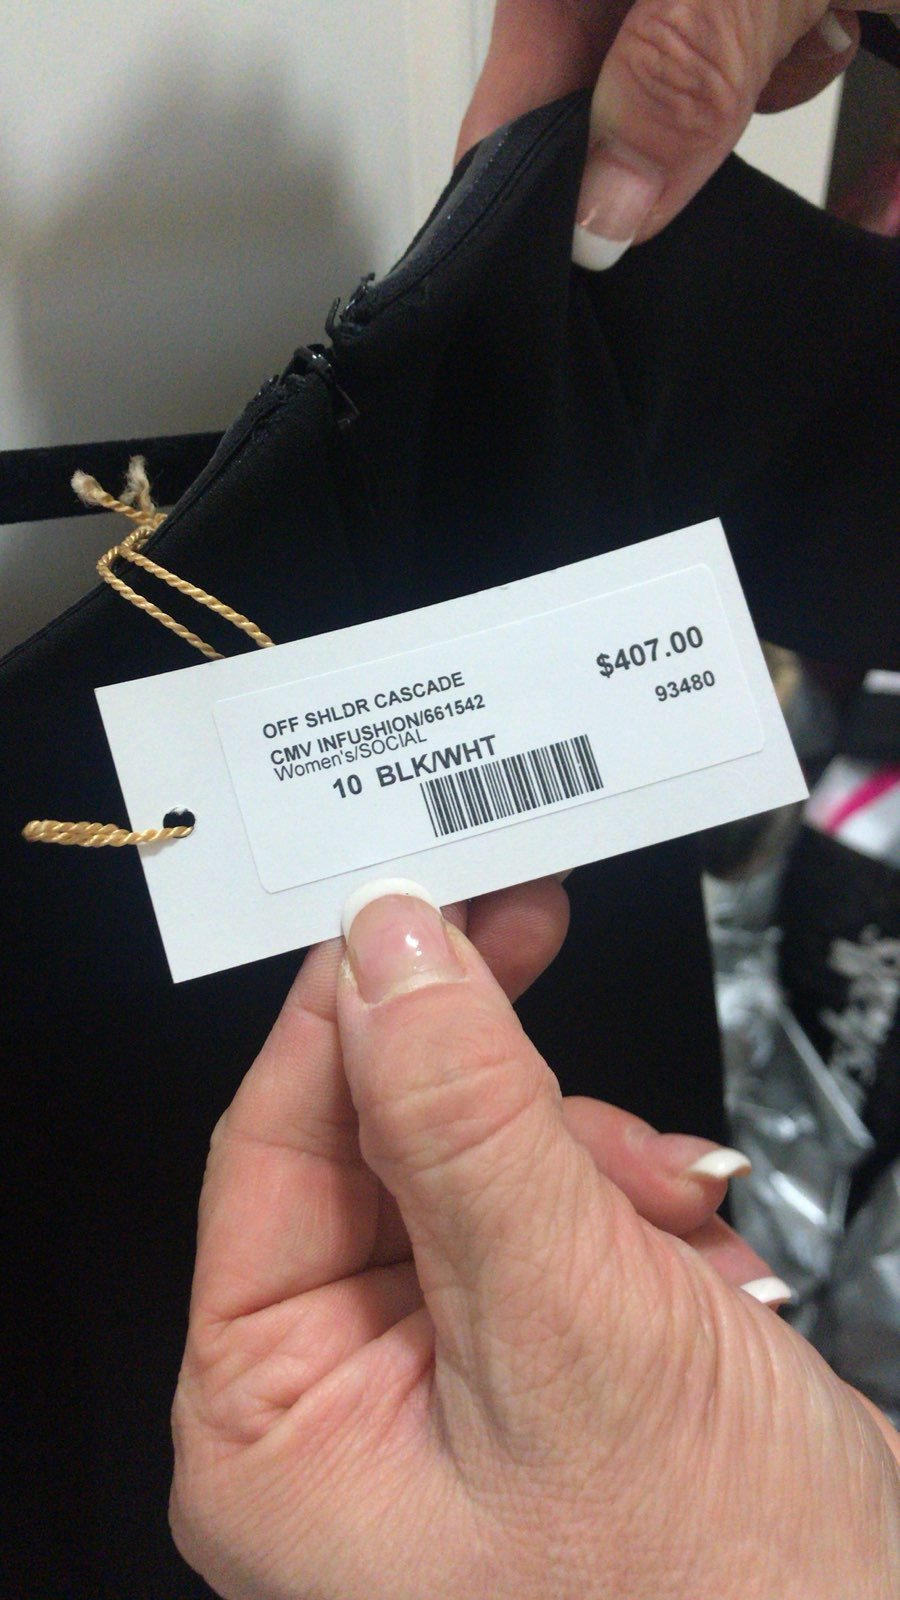 OFF SHLDR CASCADE
$407.00
CMV INFUSHION/661542
93480
Women's/SOCIAL
10 BLK/WHT